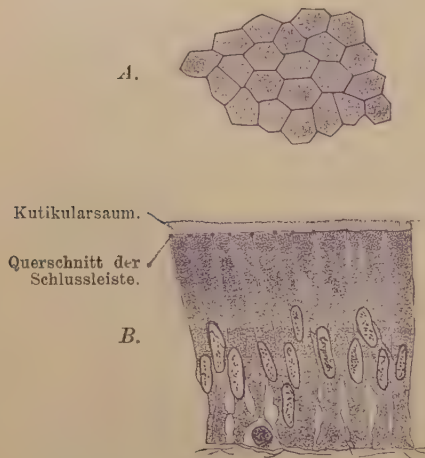 A.
Kutikularsaum.
Querschnitt der
Schlussleiste.
B.